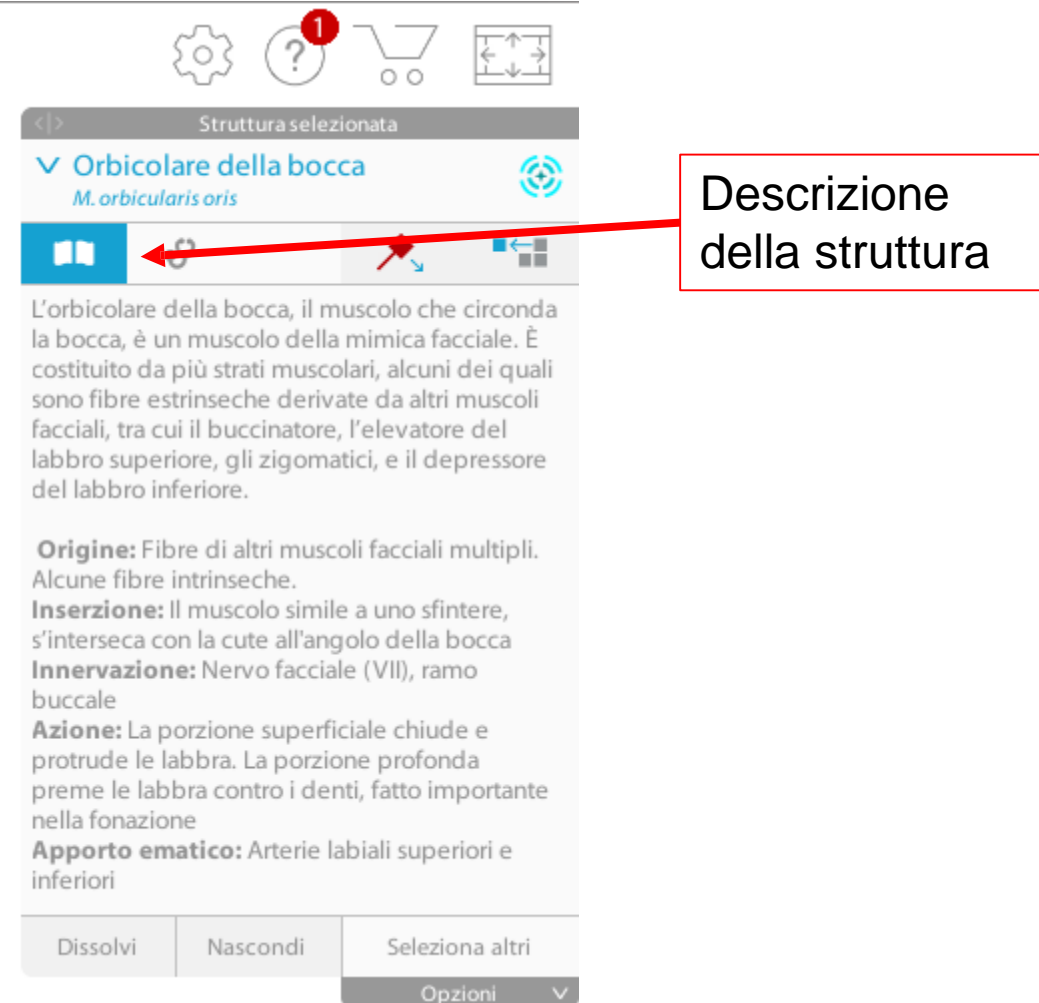 1
Struttura selezionata
Orbicolare della bocca
M. orbicularis oris
Descrizione
della struttura
L’orbicolare della bocca, il muscolo che circonda
la bocca, è un muscolo della mimica facciale. È
costituito da più strati muscolari, alcuni dei quali
sono fibre estrinseche derivate da altri muscoli
facciali, tra cui il buccinatore, l’elevatore del
labbro superiore, gli zigomatici, e il depressore
del labbro inferiore.
Origine: Fibre di altri muscoli facciali multipli.
Alcune fibre intrinseche.
Inserzione: Il muscolo simile a uno sfintere,
s’interseca con la cute all'angolo della bocca
Innervazione: Nervo facciale (VII), ramo
buccale
Azione: La porzione superficiale chiude e
protrude le labbra. La porzione profonda
preme le labbra contro i denti, fatto importante
nella fonazione
Apporto ematico: Arterie labiali superiori e
inferiori
Dissolvi Nascondi Seleziona altri
Opzioni